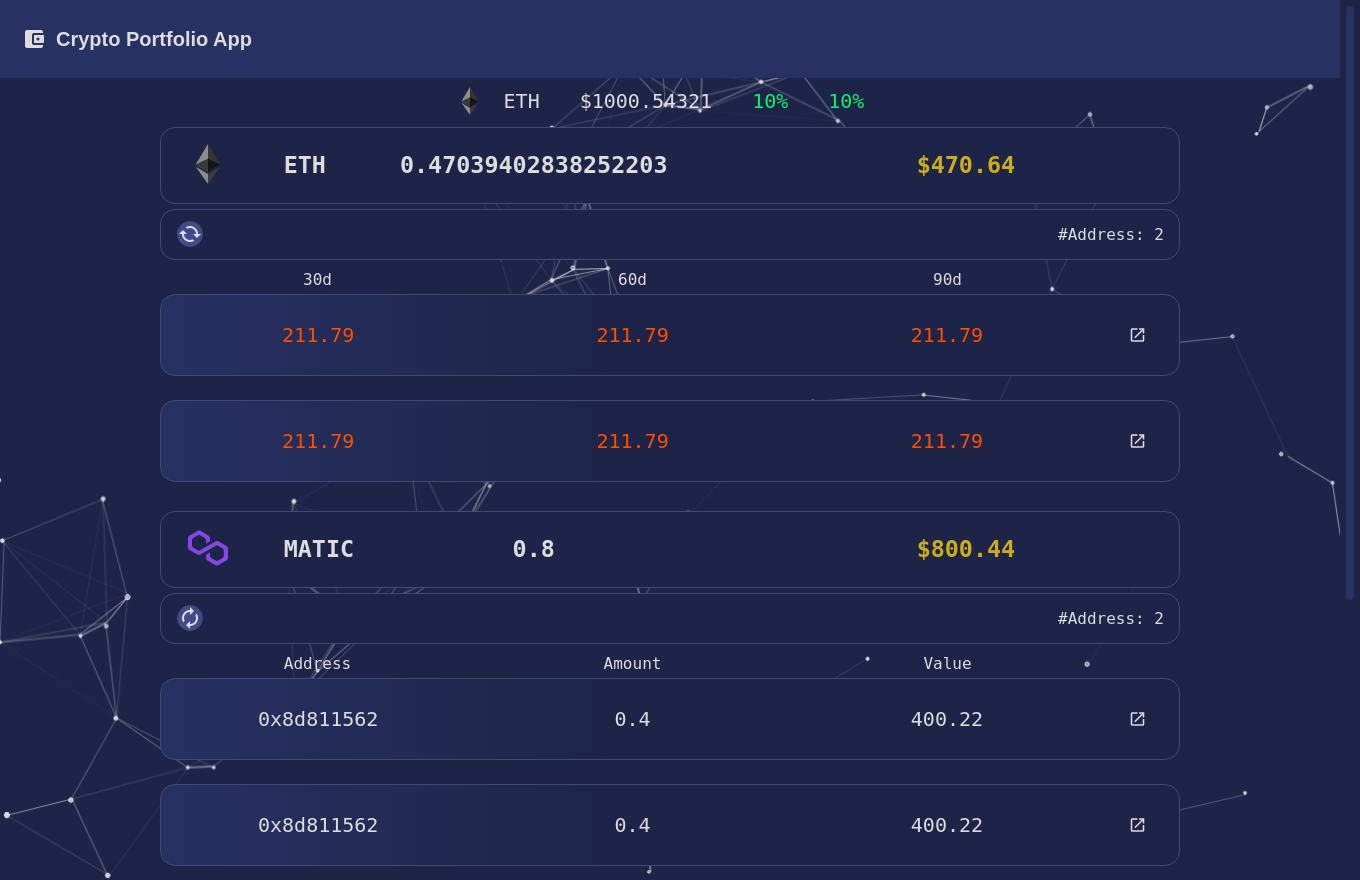 Crypto Portfolio App
ETH $1000.54321 10% 10%
ETH 0.47039402838252203 $470.64
#Address: 2
30d 60d 90d
211.79 211.79 211.79
211.79 211.79 211.79
MATIC 0.8 $800.44
#Address: 2
Address Amount Value
0x8d811562 0.4 400.22
0x8d811562 0.4 400.22